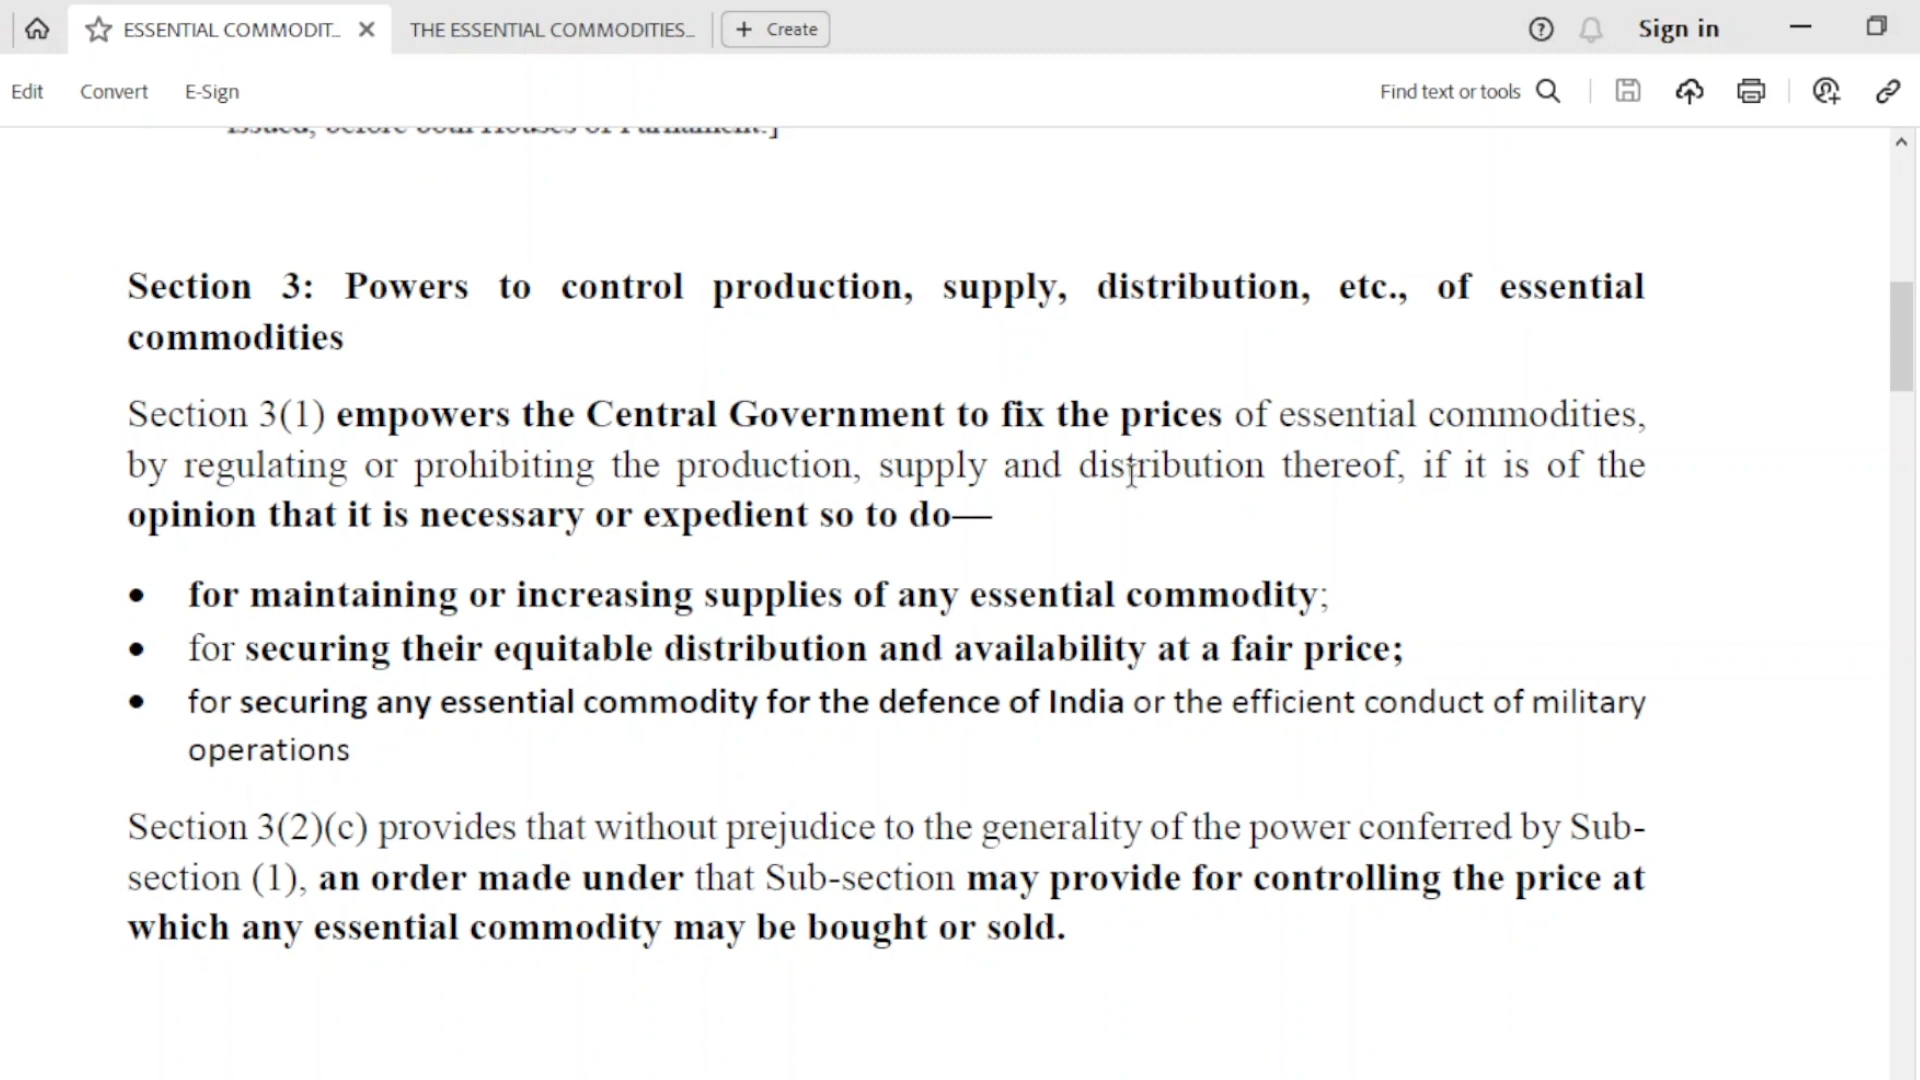 ESSENTIAL COMMODIT... THE ESSENTIAL COMMODITIES... + Create Sign in
Edit Convert E-Sign Find text or tools
Issued, before both Houses of Parliament.]
Section 3: Powers to control production, supply, distribution, etc., of essential
commodities
Section 3(1) empowers the Central Government to fix the prices of essential commodities,
by regulating or prohibiting the production, supply and distribution thereof, if it is of the
opinion that it is necessary or expedient so to do—
• for maintaining or increasing supplies of any essential commodity;
• for securing their equitable distribution and availability at a fair price;
• for securing any essential commodity for the defence of India or the efficient conduct of military
operations
Section 3(2)(c) provides that without prejudice to the generality of the power conferred by Sub-
section (1), an order made under that Sub-section may provide for controlling the price at
which any essential commodity may be bought or sold.